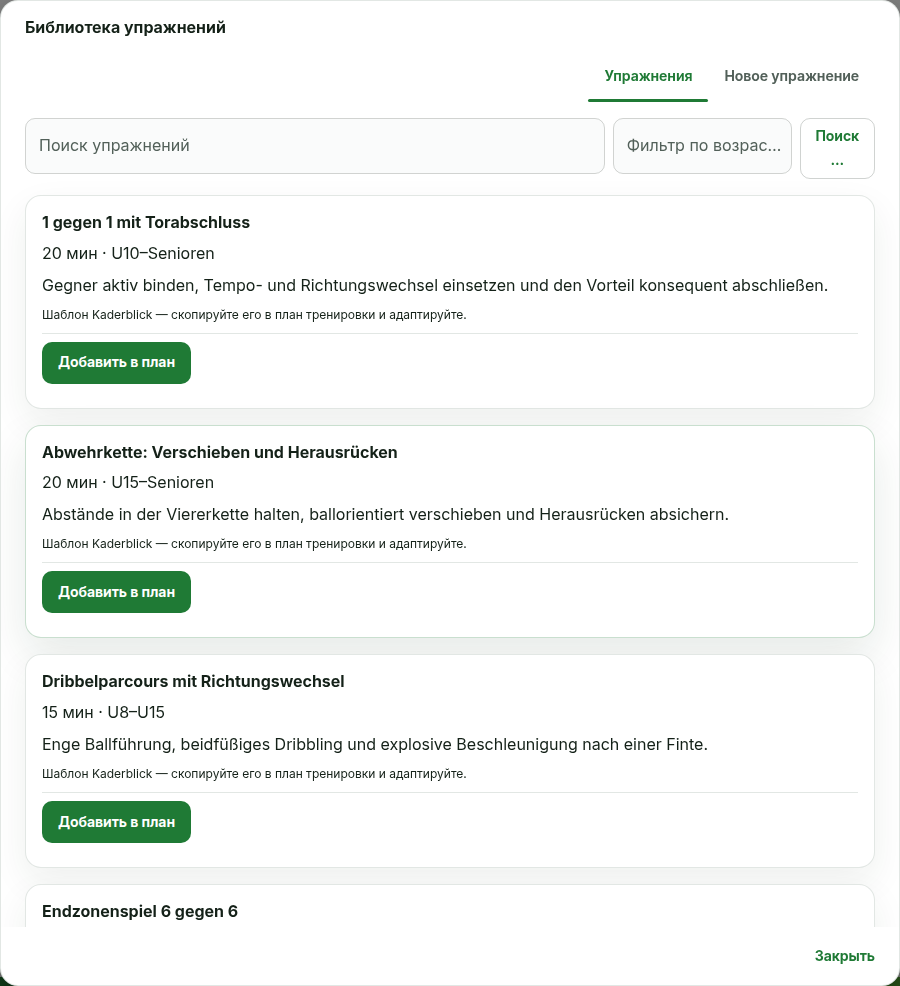 Библиотека упражнений
Упражнения
Новое упражнение
Поиск упражнений
Фильтр по возрас...
Поиск
...
1 gegen 1 mit Torabschluss
20 мин · U10–Senioren
Gegner aktiv binden, Tempo- und Richtungswechsel einsetzen und den Vorteil konsequent abschließen.
Шаблон Kaderblick — скопируйте его в план тренировки и адаптируйте.
Добавить в план
Abwehrkette: Verschieben und Herausrücken
20 мин · U15–Senioren
Abstände in der Viererkette halten, ballorientiert verschieben und Herausrücken absichern.
Шаблон Kaderblick — скопируйте его в план тренировки и адаптируйте.
Добавить в план
Dribbelparcours mit Richtungswechsel
15 мин · U8–U15
Enge Ballführung, beidfüßiges Dribbling und explosive Beschleunigung nach einer Finte.
Шаблон Kaderblick — скопируйте его в план тренировки и адаптируйте.
Добавить в план
Endzonenspiel 6 gegen 6
Закрыть